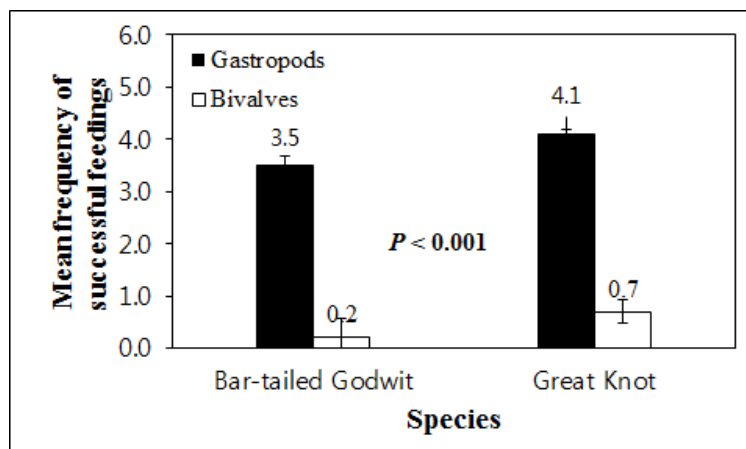 Mean frequency of
successful feedings
6.0
5.0
4.0
3.0
2.0
1.0
0.0
Gastropods
Bivalves
3.5
0.2
4.1
0.7
P < 0.001
Bar-tailed Godwit
Great Knot
Species